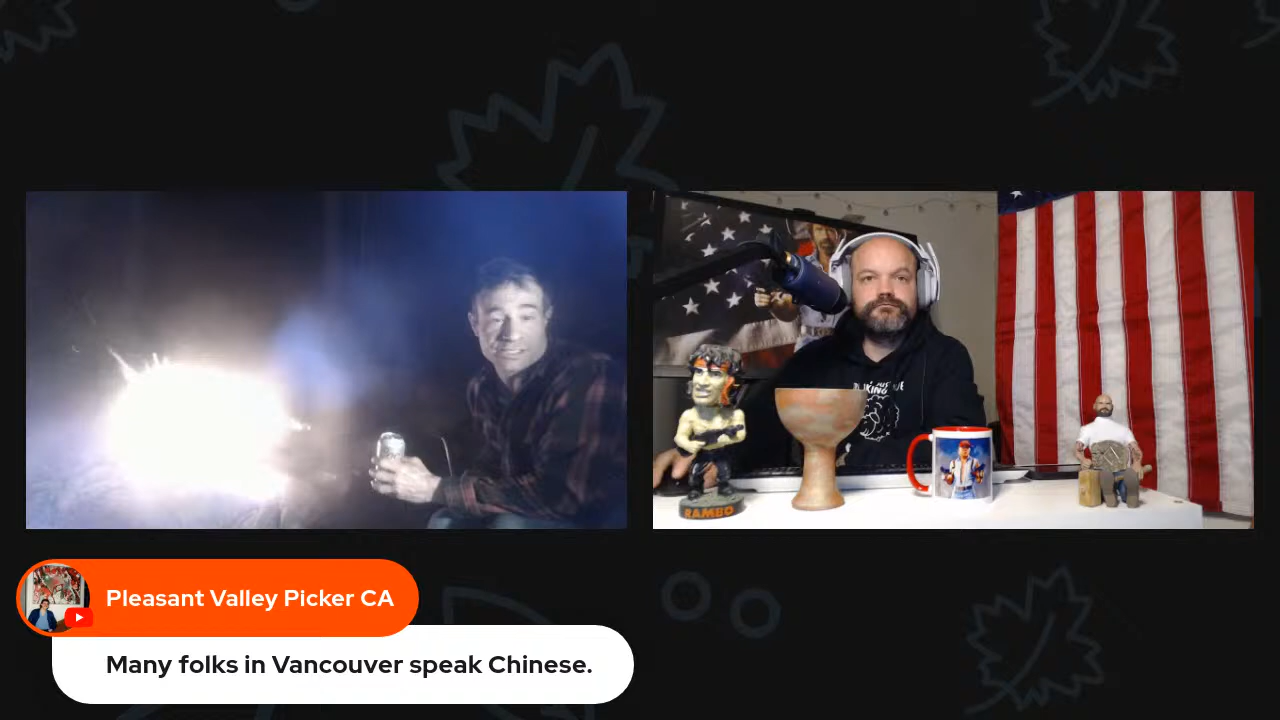 RAMBO
Pleasant Valley Picker CA
Many folks in Vancouver speak Chinese.